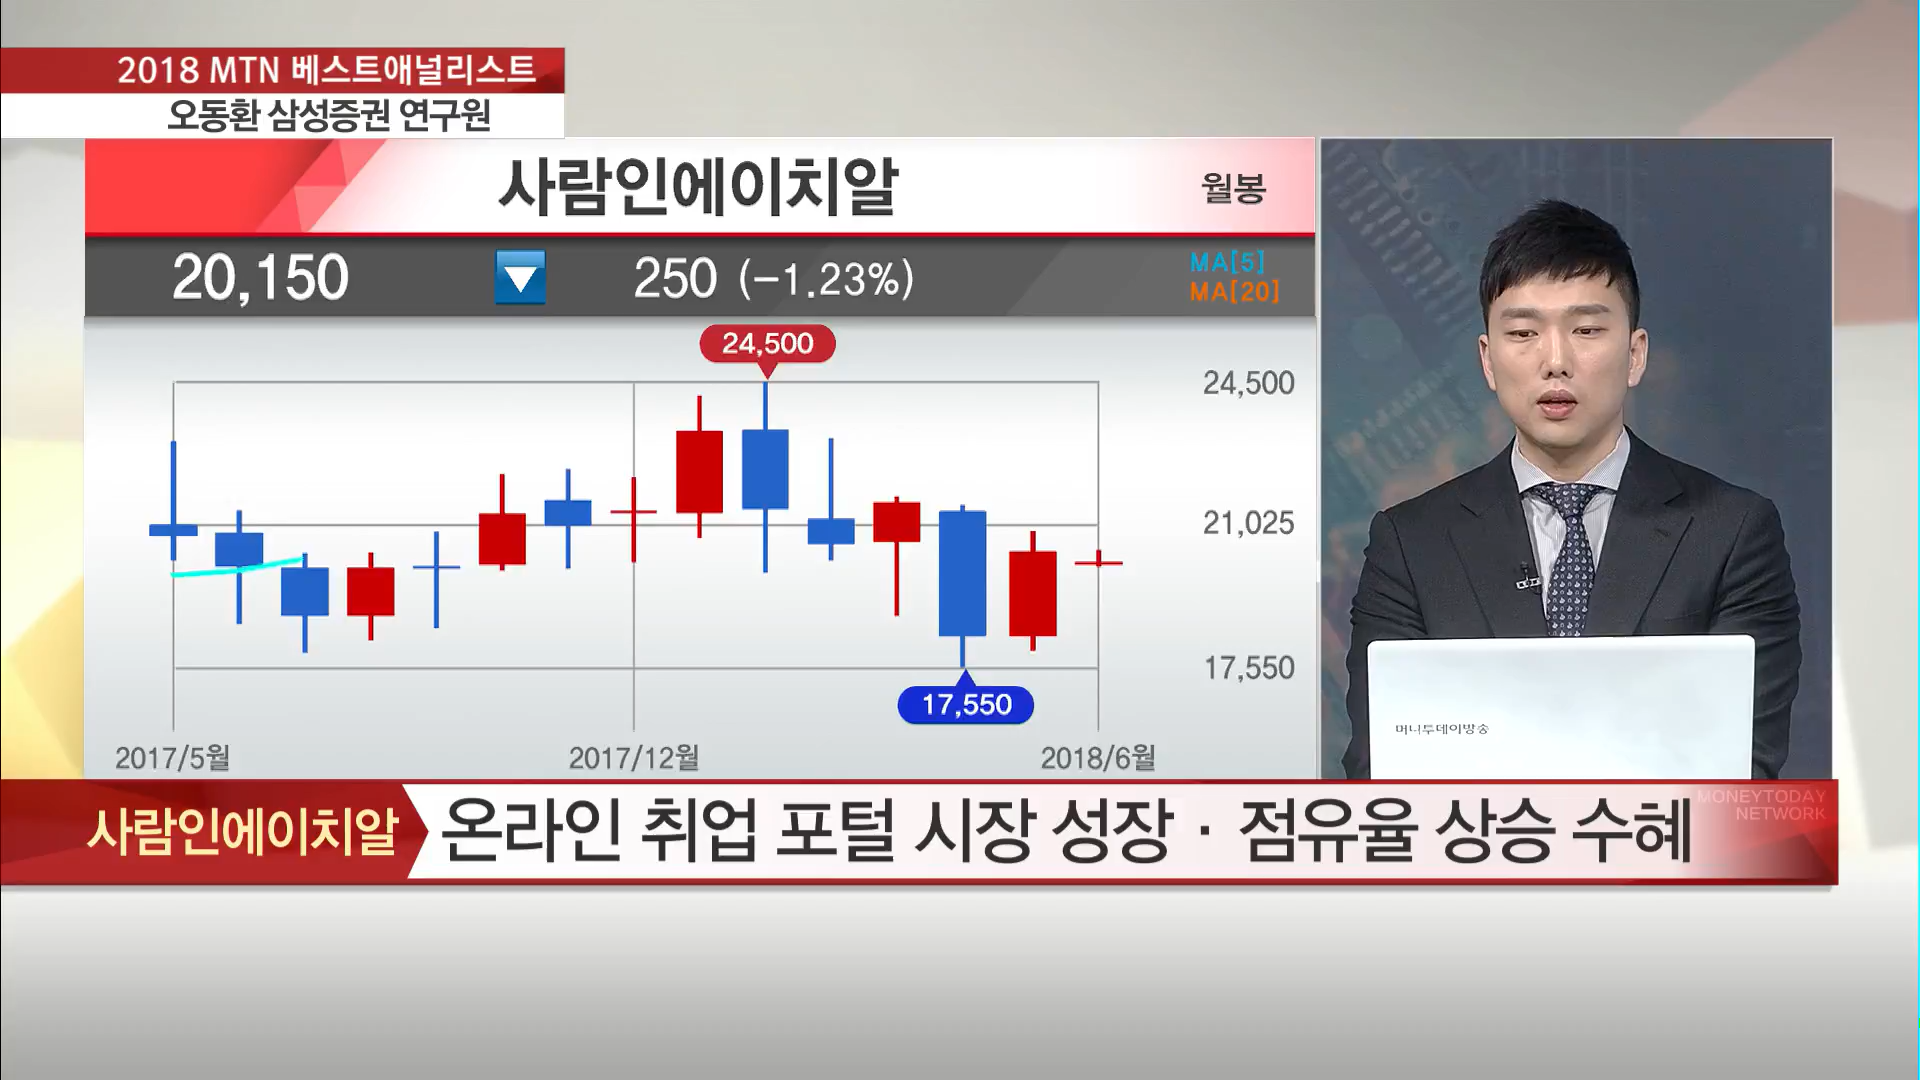 2018 MTN 베스트애널리스트
오동환 삼성증권 연구원
사람인에이치알
월봉
20,150
250 (-1.23%)
MA[5]
MA[20]
24,500
24,500
21,025
17,550
17,550
2017/5월
2017/12월
2018/6월
머니투데이방송
사람인에이치알
온라인 취업 포털 시장 성장 · 점유율 상승 수혜
MONEYTODAY
NETWORK